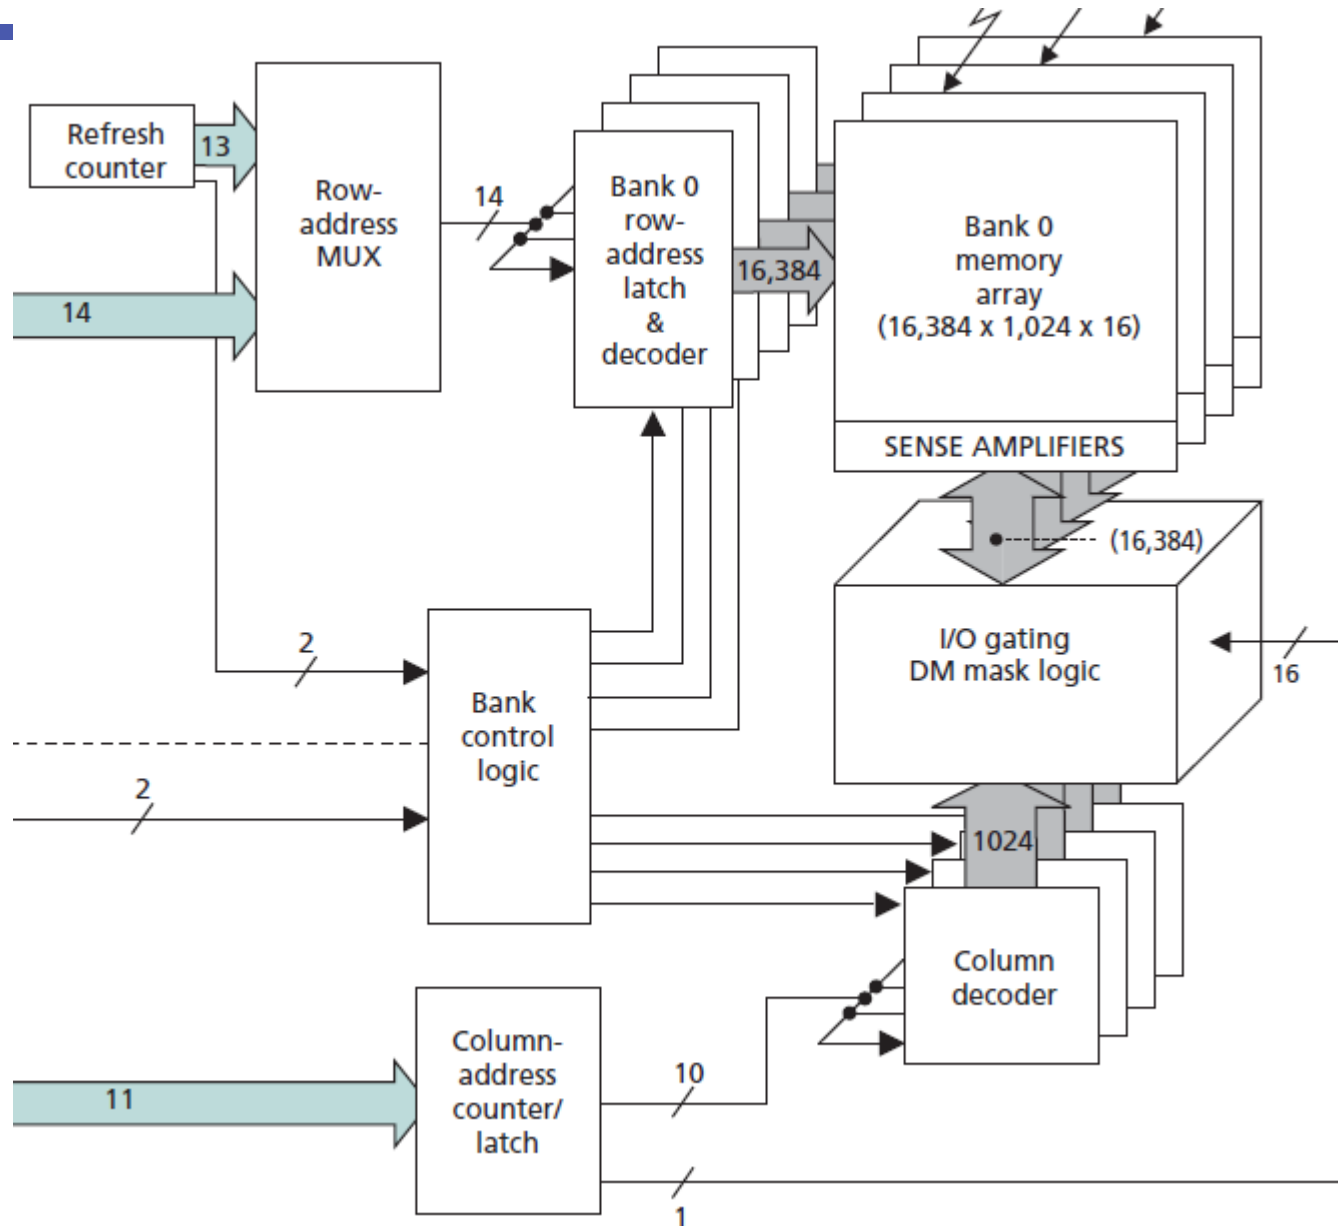 Refresh
counter
13
14
Row-
address
MUX
14
Bank 0
row-
address
latch
&
decoder
16,384
Bank 0
memory
array
(16,384 x 1,024 x 16)
SENSE AMPLIFIERS
(16,384)
I/O gating
DM mask logic
16
2
2
Bank
control
logic
1024
Column
decoder
11
Column-
address
counter/
latch
10
1